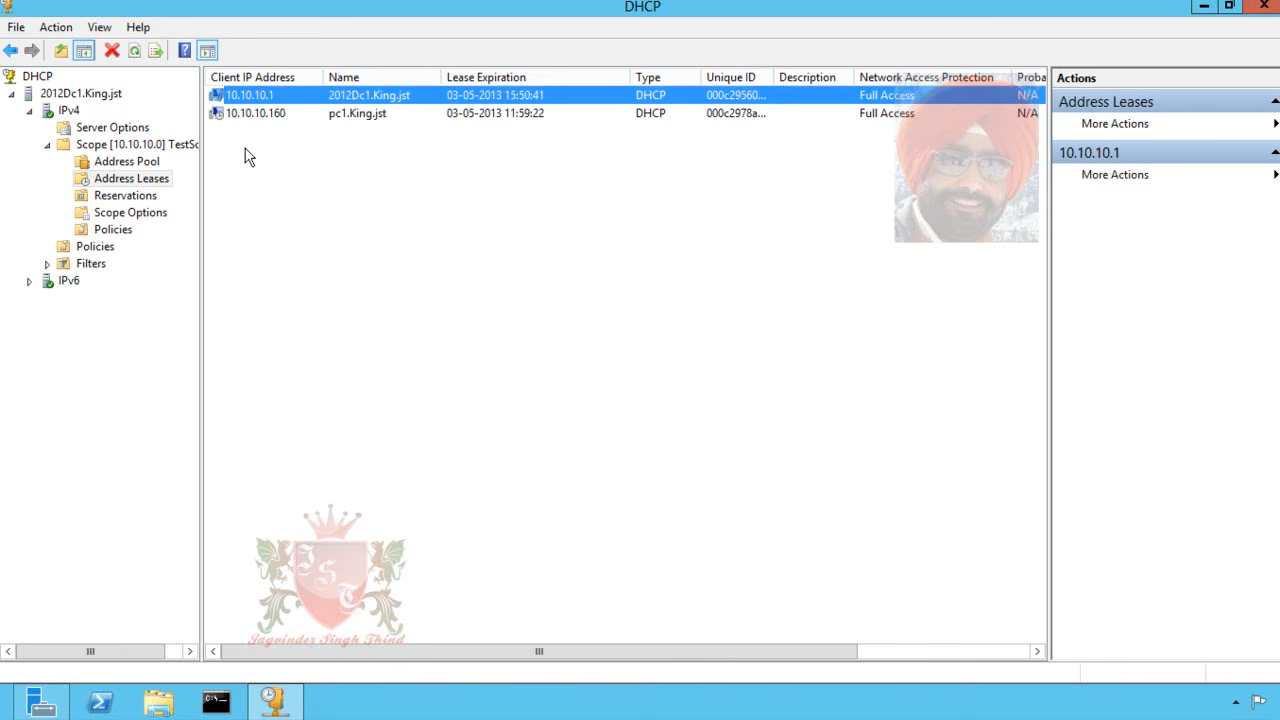 DHCP
File Action View Help
DHCP
2012Dc1.King.jst
IPv4
Server Options
Scope [10.10.10.0] TestSc
Address Pool
Address Leases
Reservations
Scope Options
Policies
Policies
Filters
IPv6
Client IP Address Name Lease Expiration Type Unique ID Description Network Access Protection Proba
10.10.10.1 2012Dc1.King.jst 03-05-2013 15:50:41 DHCP 000c29560... Full Access N/A
10.10.10.160 pc1.King.jst 03-05-2013 11:59:22 DHCP 000c2978a... Full Access N/A
Actions
Address Leases
More Actions
10.10.10.1
More Actions
JST
Jagvinder Singh Thind
C:\